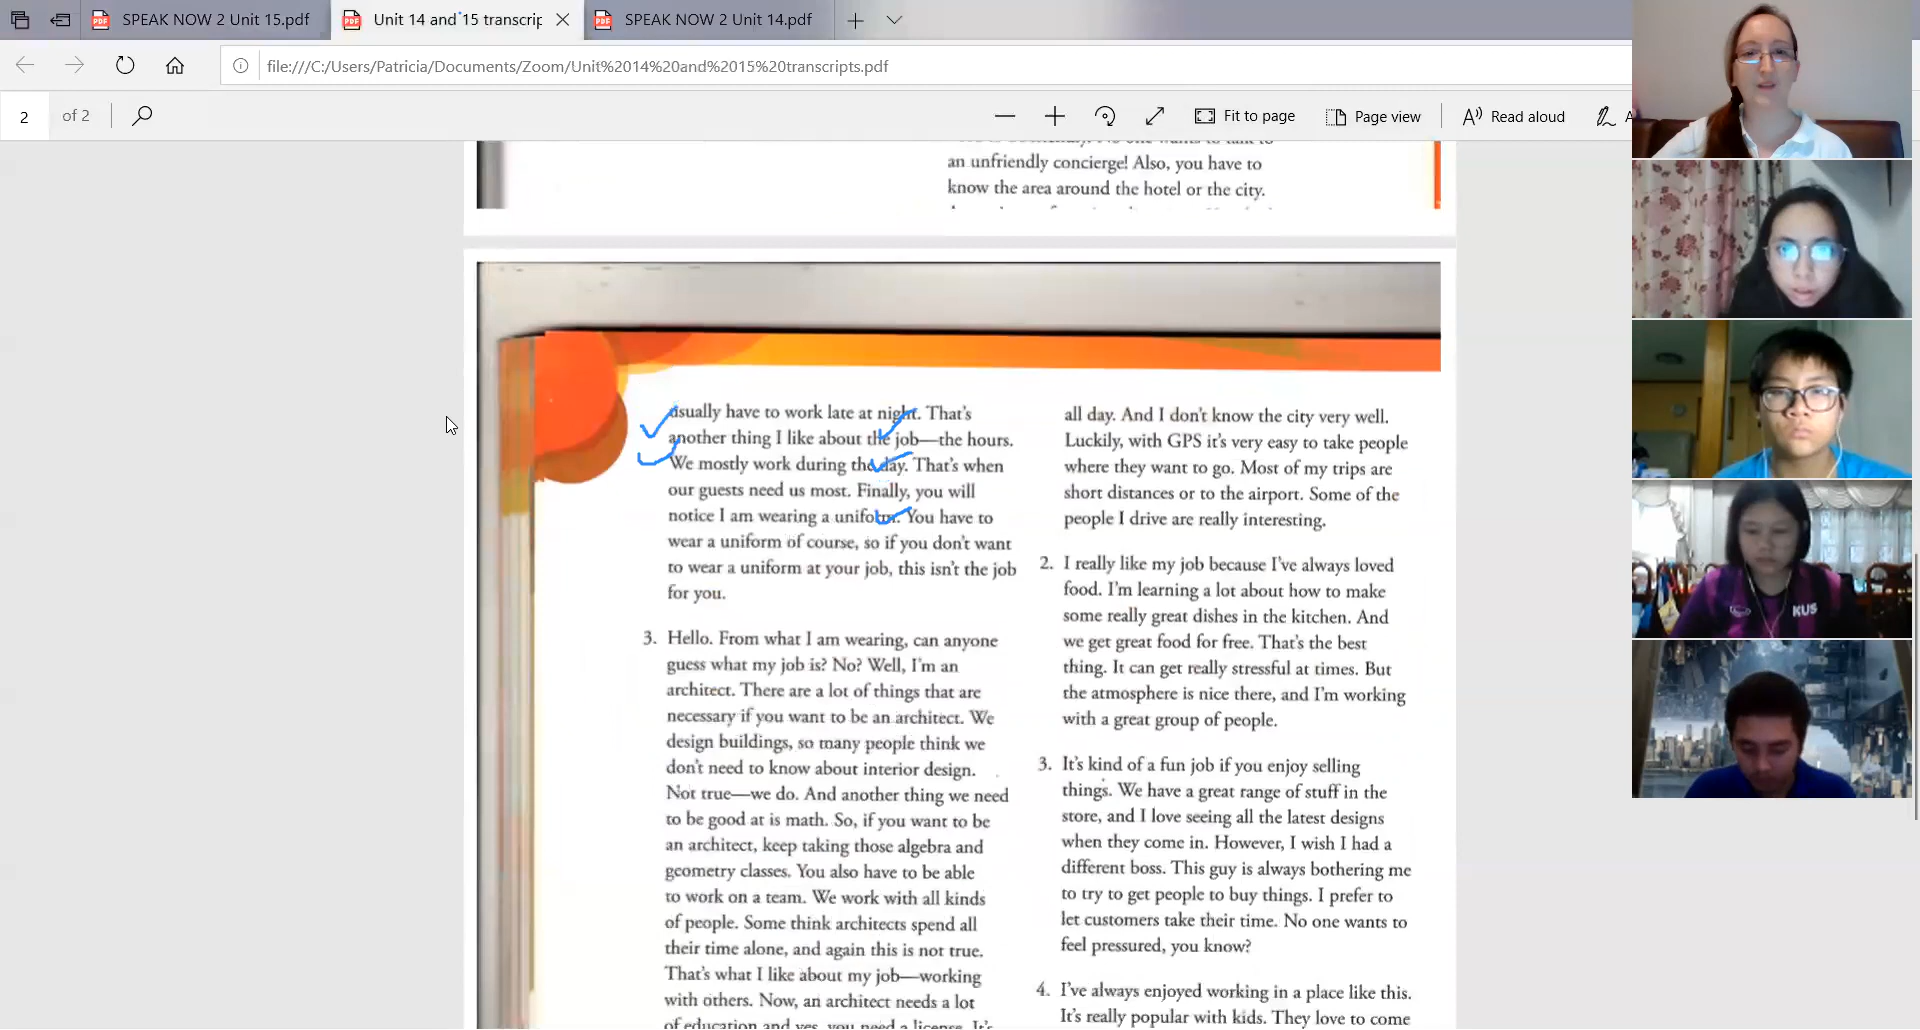 SPEAK NOW 2 Unit 15.pdf
Unit 14 and 15 transcrip
SPEAK NOW 2 Unit 14.pdf
file:///C:/Users/Patricia/Documents/Zoom/Unit%2014%20and%2015%20transcripts.pdf
2 of 2
Fit to page
Page view
Read aloud
an unfriendly concierge! Also, you have to
know the area around the hotel or the city.
usually have to work late at night. That's
another thing I like about the job—the hours.
We mostly work during the day. That's when
our guests need us most. Finally, you will
notice I am wearing a uniform. You have to
wear a uniform of course, so if you don't want
to wear a uniform at your job, this isn't the job
for you.
3. Hello. From what I am wearing, can anyone
guess what my job is? No? Well, I'm an
architect. There are a lot of things that are
necessary if you want to be an architect. We
design buildings, so many people think we
don't need to know about interior design.
Not true—we do. And another thing we need
to be good at is math. So, if you want to be
an architect, keep taking those algebra and
geometry classes. You also have to be able
to work on a team. We work with all kinds
of people. Some think architects spend all
their time alone, and again this is not true.
That's what I like about my job—working
with others. Now, an architect needs a lot
of education and yes, you need a license. It's
all day. And I don't know the city very well.
Luckily, with GPS it's very easy to take people
where they want to go. Most of my trips are
short distances or to the airport. Some of the
people I drive are really interesting.
2. I really like my job because I've always loved
food. I'm learning a lot about how to make
some really great dishes in the kitchen. And
we get great food for free. That's the best
thing. It can get really stressful at times. But
the atmosphere is nice there, and I'm working
with a great group of people.
3. It's kind of a fun job if you enjoy selling
things. We have a great range of stuff in the
store, and I love seeing all the latest designs
when they come in. However, I wish I had a
different boss. This guy is always bothering me
to try to get people to buy things. I prefer to
let customers take their time. No one wants to
feel pressured, you know?
4. I've always enjoyed working in a place like this.
It's really popular with kids. They love to come
KUS